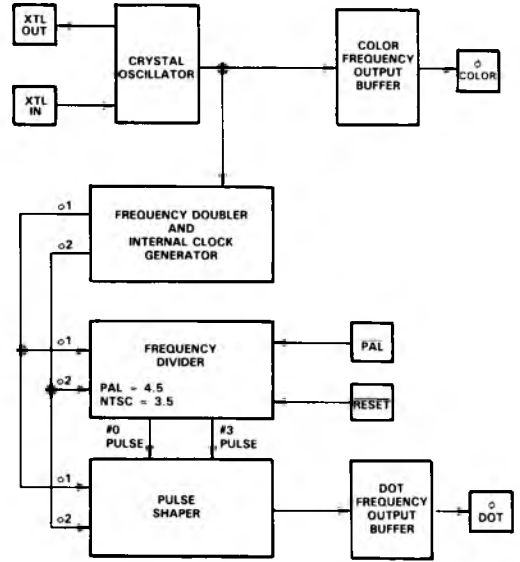 XTL
OUT
XTL
IN
CRYSTAL
OSCILLATOR
COLOR
FREQUENCY
OUTPUT
BUFFER
φ
COLOR
FREQUENCY DOUBLER
AND
INTERNAL CLOCK
GENERATOR
φ1
φ2
φ1
φ2
FREQUENCY
DIVIDER
PAL = 4.5
NTSC = 3.5
PAL
RESET
#0
PULSE
#3
PULSE
φ1
φ2
PULSE
SHAPER
DOT
FREQUENCY
OUTPUT
BUFFER
φ
DOT